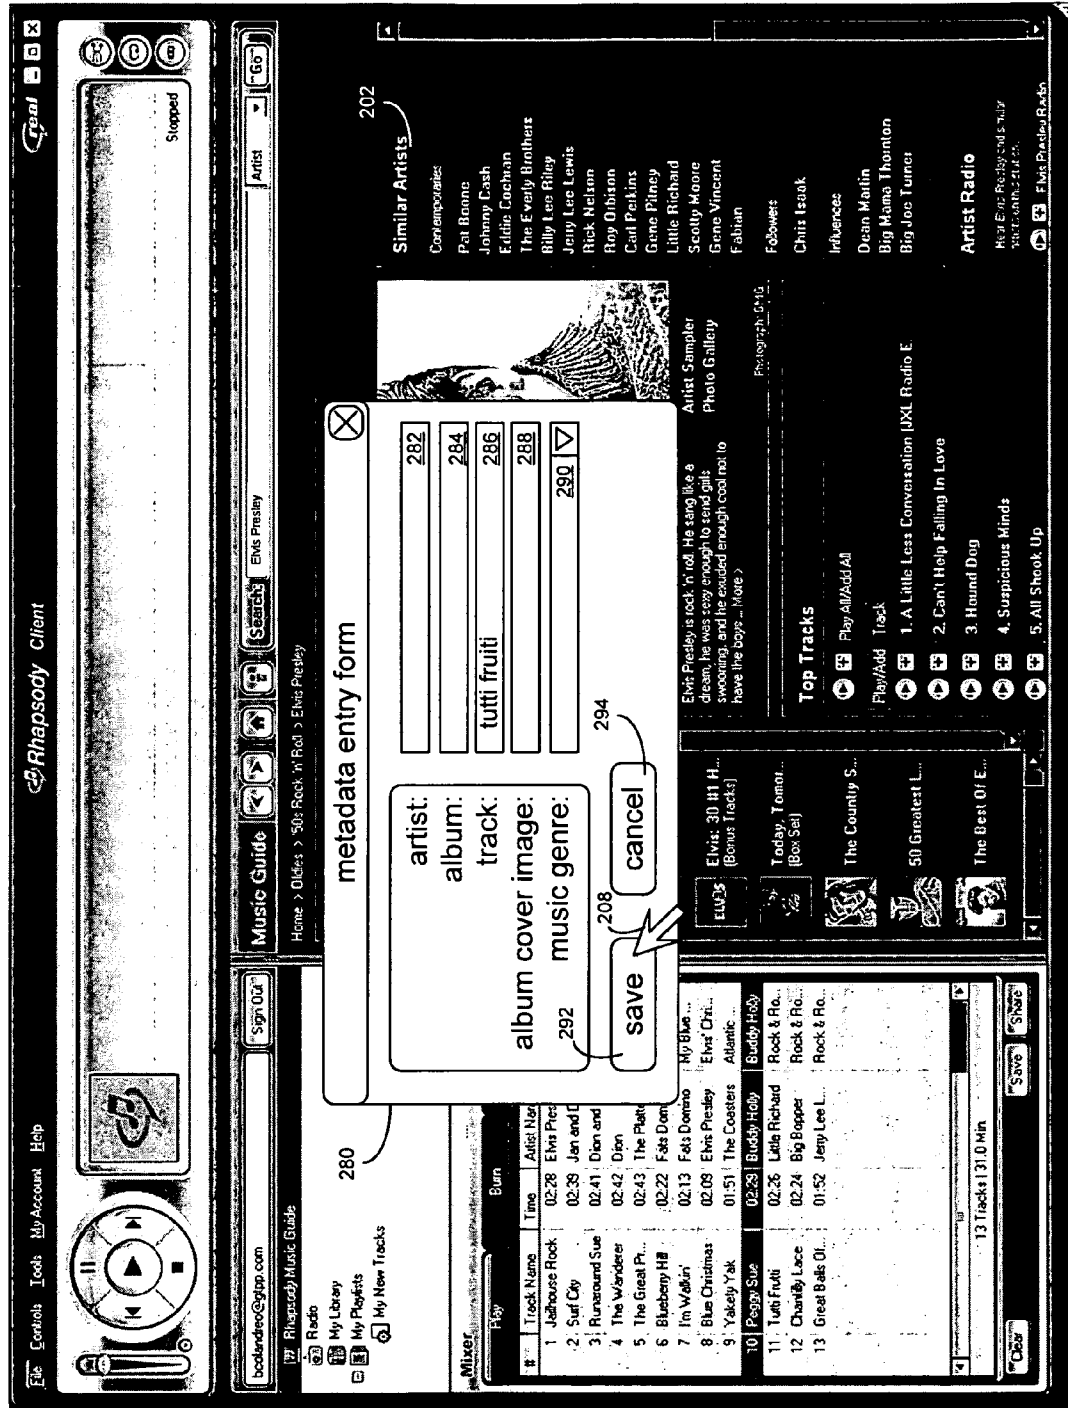 File Controls Tools My Account Help
Rhapsody Client
real
Stopped
bcolandreo@gtpp.com
Sign Out
Music Guide
Search
Elvis Presley
Artist
Go
Home > Oldies > '50s Rock 'n' Roll > Elvis Presley
Rhapsody Music Guide
Radio
My Library
My Playlists
My New Tracks
280
metadata entry form
artist: 282
album: 284
track: tutti fruiti 286
album cover image: 288
music genre: 290
292
save
208
cancel
294
Mixer
Play
Burn
# Track Name Time Artist Nar
1 Jailhouse Rock 02:28 Elvis Pres
2 Surf City 02:39 Jan and D
3 Runaround Sue 02:41 Dion and
4 The Wanderer 02:42 Dion
5 The Great Pr... 02:43 The Platte
6 Blueberry Hill 02:22 Fats Dom
7 I'm Walkin' 02:13 Fats Domino My Blue ...
8 Blue Christmas 02:09 Elvis Presley Elvis' Chri...
9 Yakety Yak 01:51 The Coasters Atlantic ...
10 Peggy Sue 02:29 Buddy Holly Buddy Holly
11 Tutti Frutti 02:25 Little Richard Rock & Ro...
12 Chantilly Lace 02:24 Big Bopper Rock & Ro...
13 Great Balls Of... 01:52 Jerry Lee L... Rock & Ro...
13 Tracks | 31.0 Min
Clear
Save
Share
ELVIS
Elvis: 30 #1 H...
(Bonus Tracks)
Today, Tomor...
(Box Set)
The Country S...
50 Greatest L...
The Best Of E...
Elvis Presley is rock 'n' roll. He sang like a
dream, he was sexy enough to send girls
swooning, and he exuded enough cool not to
have the boys... More >
Artist Sampler
Photo Gallery
Top Tracks
Play All/Add All
Play/Add Track
1. A Little Less Conversation [JXL Radio E
2. Can't Help Falling In Love
3. Hound Dog
4. Suspicious Minds
5. All Shook Up
202
Similar Artists
Contemporaries
Pat Boone
Johnny Cash
Eddie Cochran
The Everly Brothers
Billy Lee Riley
Jerry Lee Lewis
Rick Nelson
Roy Orbison
Carl Perkins
Gene Pitney
Little Richard
Scotty Moore
Gene Vincent
Fabian
Followers
Chris Isaak
Influences
Dean Martin
Big Mama Thornton
Big Joe Turner
Artist Radio
Hear Elvis Presley and similar
Elvis Presley Radio